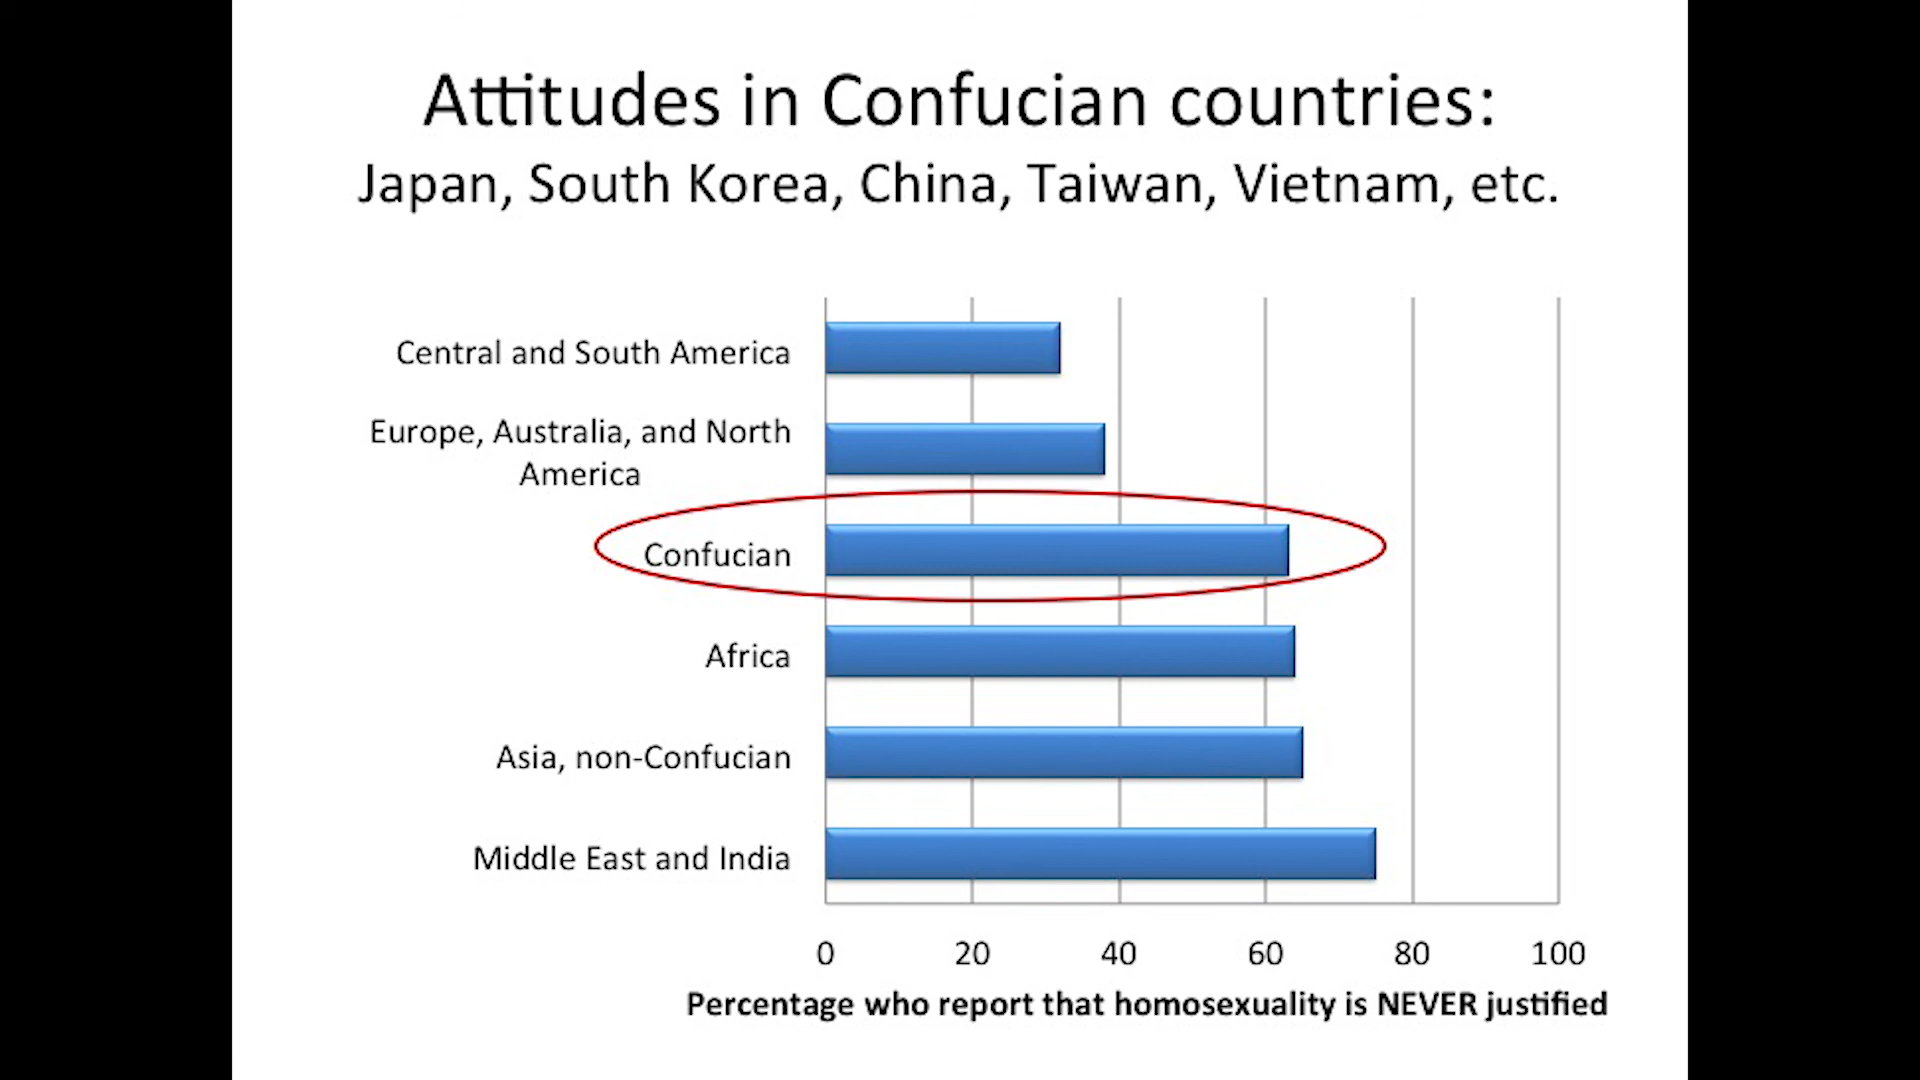 Attitudes in Confucian countries:
Japan, South Korea, China, Taiwan, Vietnam, etc.
Central and South America
Europe, Australia, and North
America
Confucian
Africa
Asia, non-Confucian
Middle East and India
0 20 40 60 80 100
Percentage who report that homosexuality is NEVER justified